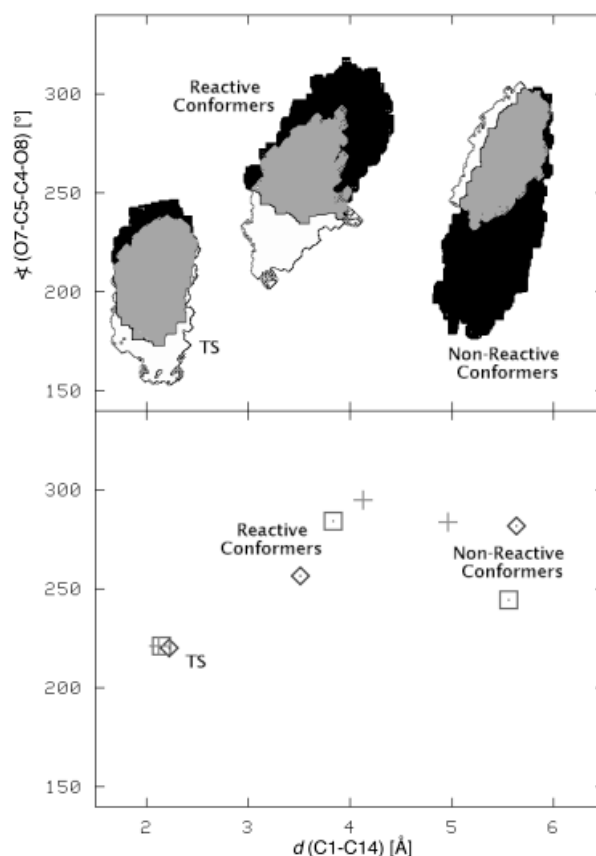 300
250
200
150
∢ (O7-C5-C4-O8) [°]
Reactive
Conformers
TS
Non-Reactive
Conformers
300
250
200
150
Reactive
Conformers
Non-Reactive
Conformers
TS
2 3 4 5 6
d (C1-C14) [Å]